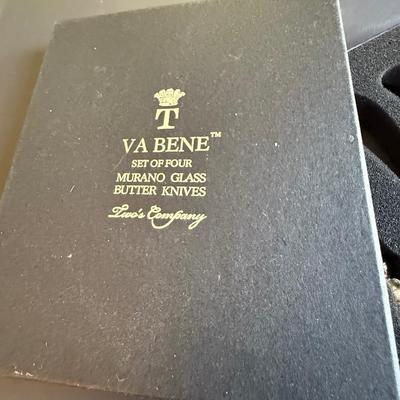 T
VA BENE™
SET OF FOUR
MURANO GLASS
BUTTER KNIVES
Two's Company